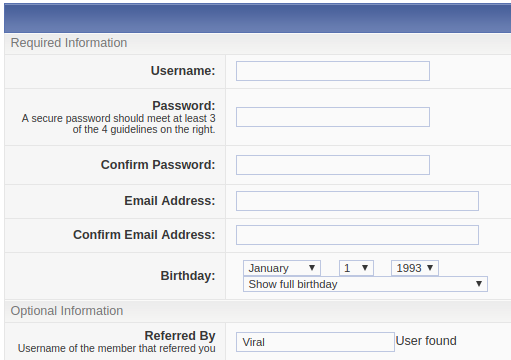 Required Information
Username:
Password:
A secure password should meet at least 3
of the 4 guidelines on the right.
Confirm Password:
Email Address:
Confirm Email Address:
Birthday:
January 1 1993
Show full birthday
Optional Information
Referred By
Username of the member that referred you
Viral User found